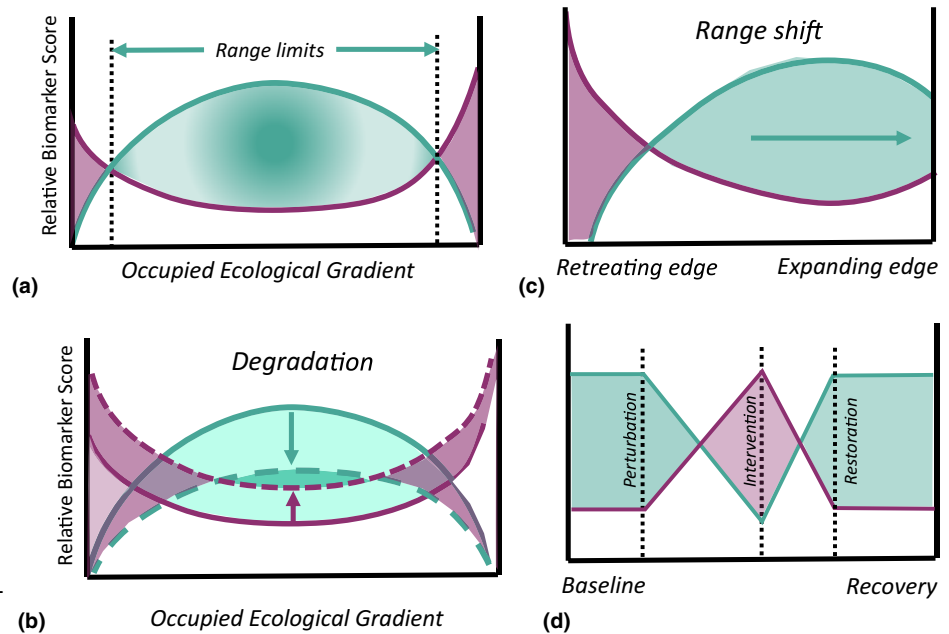 Relative Biomarker Score
Range limits
Occupied Ecological Gradient
(a)
Range shift
Retreating edge
Expanding edge
(c)
Relative Biomarker Score
Degradation
Occupied Ecological Gradient
(b)
Perturbation
Intervention
Restoration
Baseline
Recovery
(d)